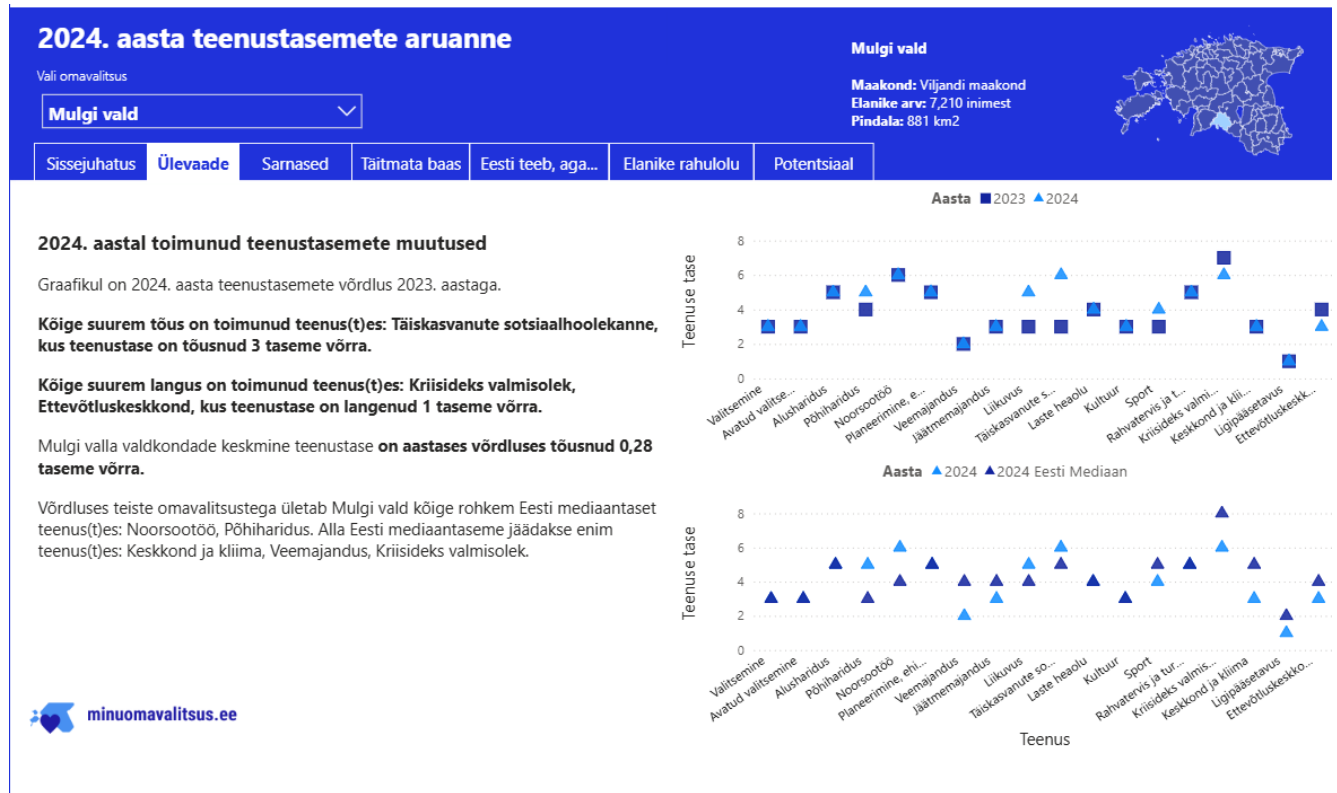 2024. aasta teenustasemete aruanne
Vali omavalitsus
Mulgi vald
Mulgi vald
Maakond: Viljandi maakond
Elanike arv: 7,210 inimest
Pindala: 881 km2
Sissejuhatus
Ülevaade
Sarnased
Täitmata baas
Eesti teeb, aga...
Elanike rahulolu
Potentsiaal
2024. aastal toimunud teenustasemete muutused
Graafikul on 2024. aasta teenustasemete võrdlus 2023. aastaga.
Kõige suurem tõus on toimunud teenus(t)es: Täiskasvanute sotsiaalhoolekanne,
kus teenustase on tõusnud 3 taseme võrra.
Kõige suurem langus on toimunud teenus(t)es: Kriisideks valmisolek,
Ettevõtluskeskkond, kus teenustase on langenud 1 taseme võrra.
Mulgi valla valdkondade keskmine teenustase on aastases võrdluses tõusnud 0,28
taseme võrra.
Võrdluses teiste omavalitsustega ületab Mulgi vald kõige rohkem Eesti mediaantaset
teenus(t)es: Noorsootöö, Põhiharidus. Alla Eesti mediaantaseme jäädakse enim
teenus(t)es: Keskkond ja kliima, Veemajandus, Kriisideks valmisolek.
minuomavalitsus.ee
Aasta 2023 2024
Teenuse tase
8
6
4
2
0
Valitsemine
Avatud valitse...
Alusharidus
Põhiharidus
Noorsootöö
Planeerimine, e...
Veemajandus
Jäätmemajandus
Liikuvus
Täiskasvanute s...
Laste heaolu
Kultuur
Sport
Rahvatervis ja t...
Kriisideks valmi...
Keskkond ja klii...
Ligipääsetavus
Ettevõtluskeskk...
Aasta 2024 2024 Eesti Mediaan
Teenuse tase
8
6
4
2
0
Valitsemine
Avatud valitsemine
Alusharidus
Põhiharidus
Noorsootöö
Planeerimine, ehi...
Veemajandus
Jäätmemajandus
Liikuvus
Täiskasvanute so...
Laste heaolu
Kultuur
Sport
Rahvatervis ja tur...
Kriisideks valmis...
Keskkond ja kliima
Ligipääsetavus
Ettevõtluskeskko...
Teenus